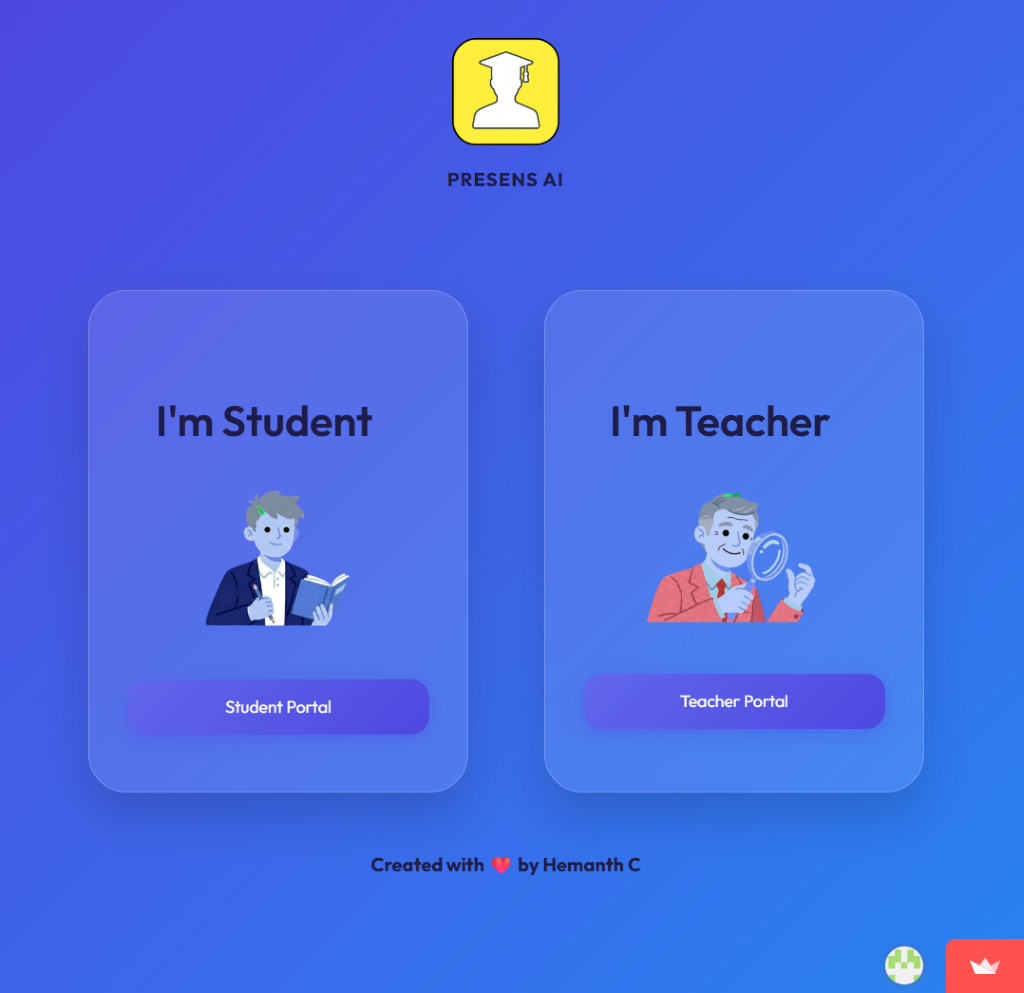 PRESENS AI
I'm Student
I'm Teacher
Student Portal
Teacher Portal
Created with ❤️ by Hemanth C